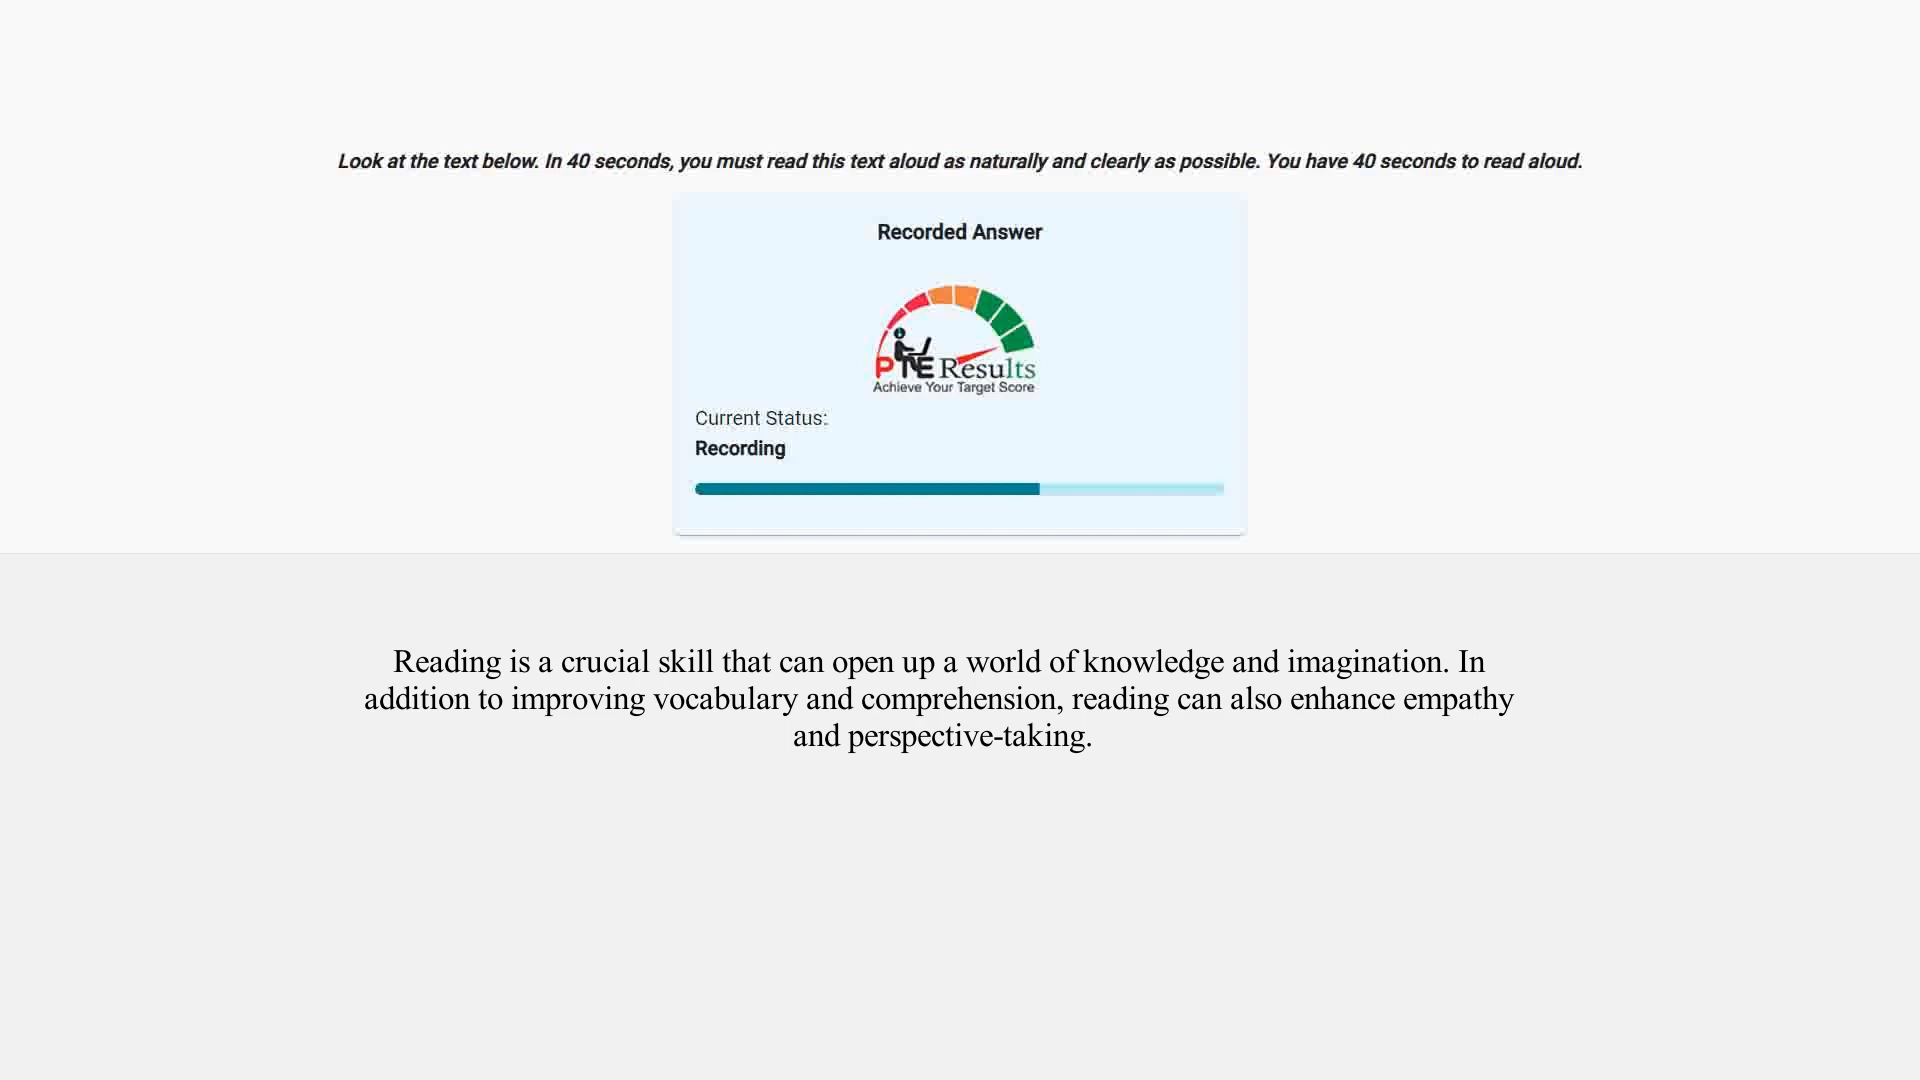 Look at the text below. In 40 seconds, you must read this text aloud as naturally and clearly as possible. You have 40 seconds to read aloud.
Recorded Answer
PTE Results
Achieve Your Target Score
Current Status:
Recording
Reading is a crucial skill that can open up a world of knowledge and imagination. In
addition to improving vocabulary and comprehension, reading can also enhance empathy
and perspective-taking.